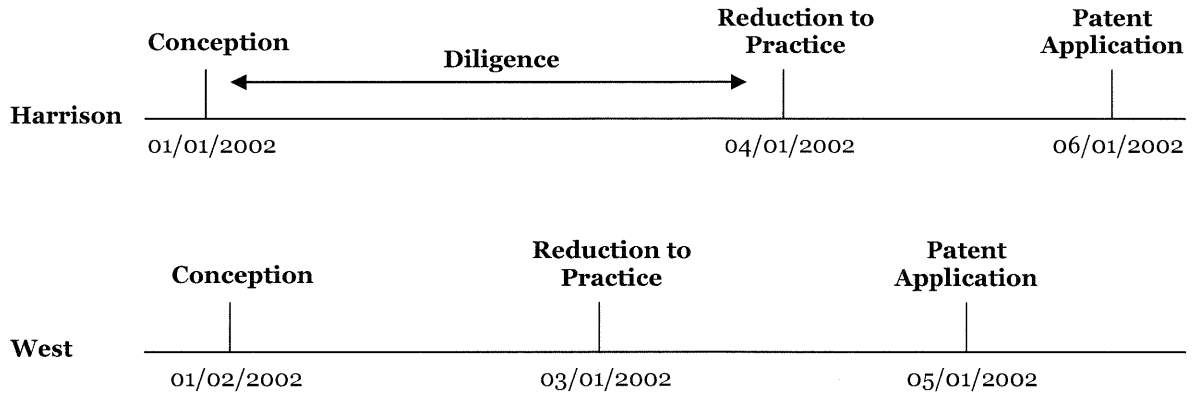 Reduction to
Practice
Patent
Application
Conception
Diligence
Harrison
01/01/2002
04/01/2002
06/01/2002
Reduction to
Practice
Patent
Application
Conception
West
01/02/2002
03/01/2002
05/01/2002